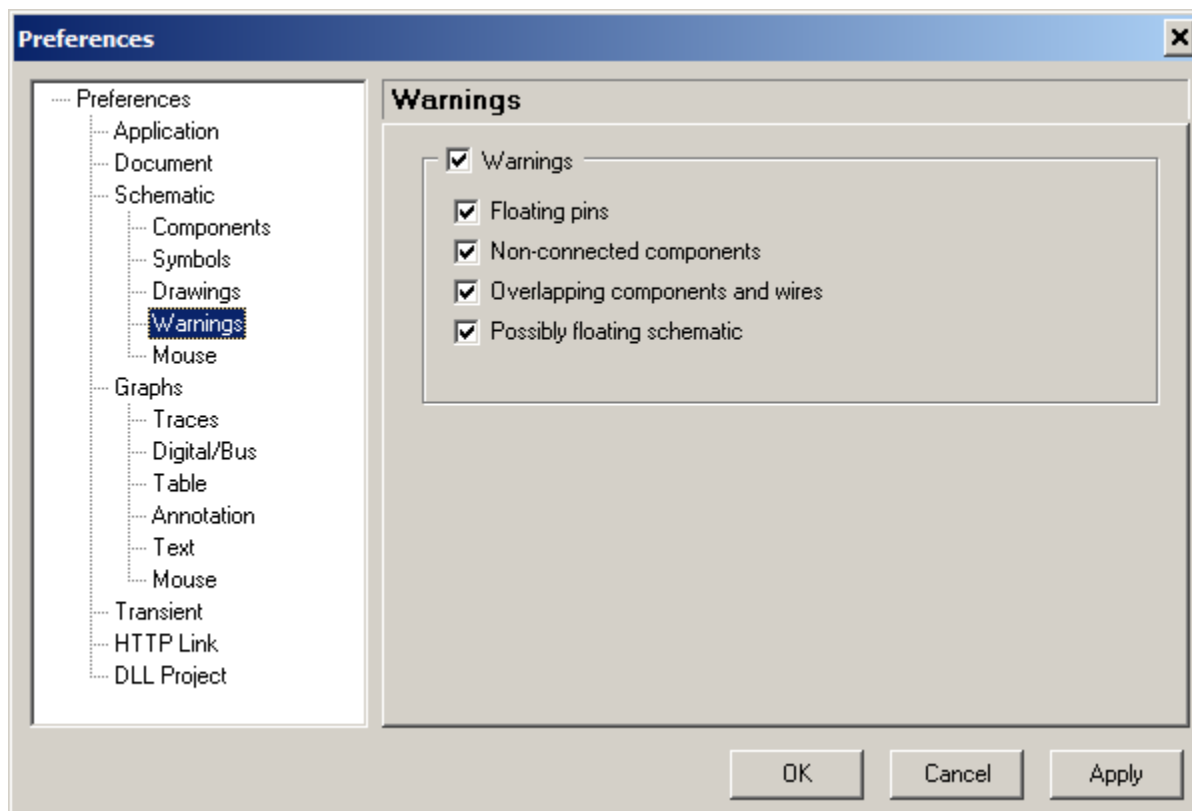 Preferences
Preferences
Application
Document
Schematic
Components
Symbols
Drawings
Warnings
Mouse
Graphs
Traces
Digital/Bus
Table
Annotation
Text
Mouse
Transient
HTTP Link
DLL Project
Warnings
Warnings
Floating pins
Non-connected components
Overlapping components and wires
Possibly floating schematic
OK Cancel Apply